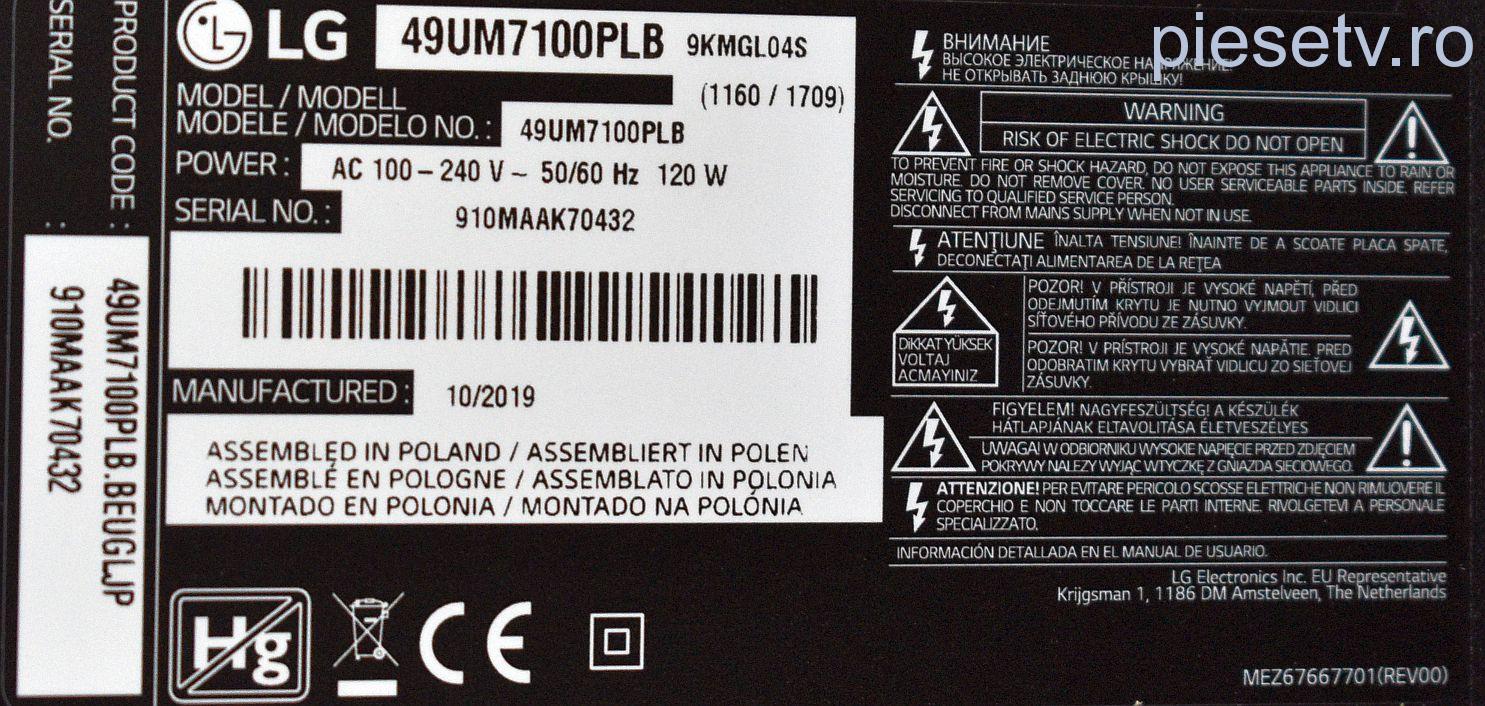 piesetv.ro
PRODUCT CODE :
SERIAL NO. :
49UM7100PLB.BEUGLJP
910MAAK70432
LG
49UM7100PLB 9KMGL04S
(1160 / 1709)
MODEL / MODELL
MODELE / MODELO NO. : 49UM7100PLB
POWER : AC 100 – 240 V ~ 50/60 Hz 120 W
SERIAL NO. : 910MAAK70432
MANUFACTURED : 10/2019
ASSEMBLED IN POLAND / ASSEMBLIERT IN POLEN
ASSEMBLÉ EN POLOGNE / ASSEMBLATO IN POLONIA
MONTADO EN POLONIA / MONTADO NA POLÓNIA
Hg
CE
ВНИМАНИЕ
ВЫСОКОЕ ЭЛЕКТРИЧЕСКОЕ НАПРЯЖЕНИЕ!
НЕ ОТКРЫВАТЬ ЗАДНЮЮ КРЫШКУ!
WARNING
RISK OF ELECTRIC SHOCK DO NOT OPEN
TO PREVENT FIRE OR SHOCK HAZARD, DO NOT EXPOSE THIS APPLIANCE TO RAIN OR
MOISTURE. DO NOT REMOVE COVER. NO USER SERVICEABLE PARTS INSIDE. REFER
SERVICING TO QUALIFIED SERVICE PERSON.
DISCONNECT FROM MAINS SUPPLY WHEN NOT IN USE.
ATENŢIUNE ÎNALTA TENSIUNE! ÎNAINTE DE A SCOATE PLACA SPATE,
DECONECTAŢI ALIMENTAREA DE LA REŢEA
DIKKAT YÜKSEK
VOLTAJ
ACMAYINIZ
POZOR! V PŘÍSTROJI JE VYSOKÉ NAPĚTÍ, PŘED
ODEJMUTÍM KRYTU JE NUTNO VYJMOUT VIDLICI
SÍŤOVÉHO PŘÍVODU ZE ZÁSUVKY.
POZOR! V PRÍSTROJI JE VYSOKÉ NAPÄTIE. PRED
ODOBRATIM KRYTU VYBRAŤ VIDLICU ZO SIEŤOVEJ
ZÁSUVKY.
FIGYELEM! NAGYFESZÜLTSÉG! A KÉSZÜLÉK
HÁTLAPJÁNAK ELTAVOLITÁSA ÉLETVESZÉLYES
UWAGA! W ODBIORNIKU WYSOKIE NAPIĘCIE PRZED ZDJĘCIEM
POKRYWY NALEZY WYJĄC WTYCZKĘ Z GNIAZDA SIECIOWEGO.
ATTENZIONE! PER EVITARE PERICOLO SCOSSE ELETTRICHE NON RIMUOVERE IL
COPERCHIO E NON TOCCARE LE PARTI INTERNE. RIVOLGETEVI A PERSONALE
SPECIALIZZATO.
INFORMACIÓN DETALLADA EN EL MANUAL DE USUARIO.
LG Electronics Inc. EU Representative
Krijgsman 1, 1186 DM Amstelveen, The Netherlands
MEZ67667701(REV00)